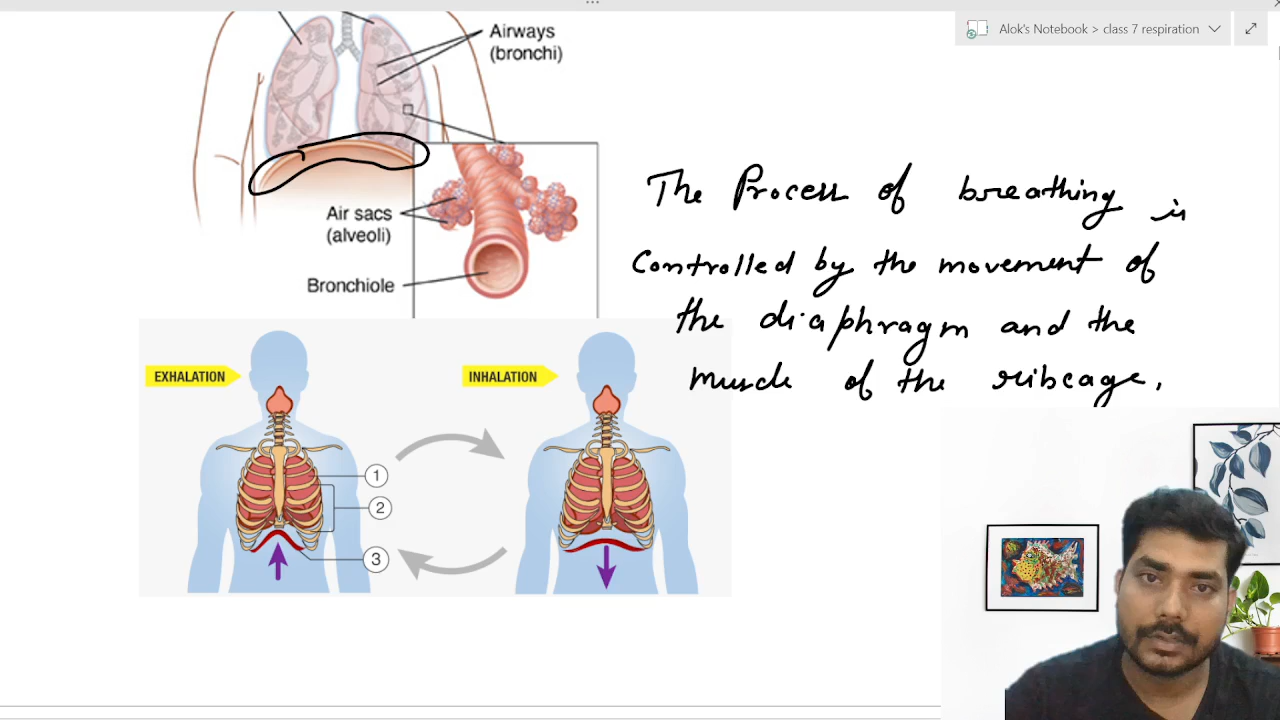 Alok's Notebook > class 7 respiration
Airways
(bronchi)
Air sacs
(alveoli)
Bronchiole
The Process of breathing is
controlled by the movement of
the diaphragm and the
muscle of the ribcage.
EXHALATION
INHALATION
1
2
3